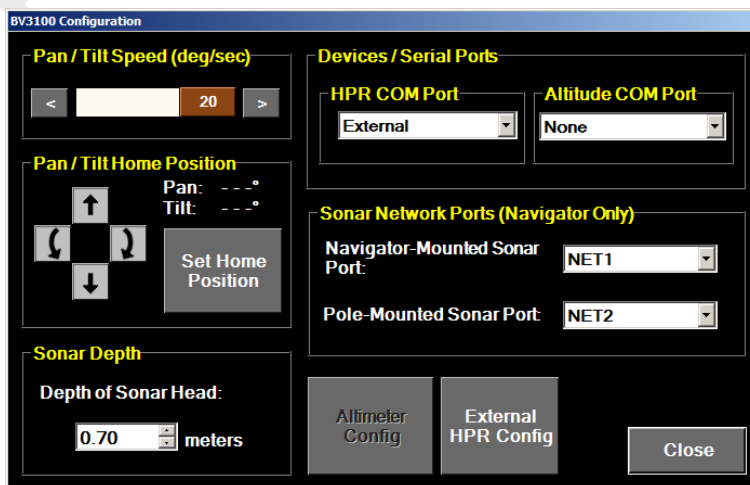 BV3100 Configuration
Pan / Tilt Speed (deg/sec)
< 20 >
Pan / Tilt Home Position
Pan: - - -°
Tilt: - - -°
Set Home
Position
Sonar Depth
Depth of Sonar Head:
0.70 meters
Devices / Serial Ports
HPR COM Port
External
Altitude COM Port
None
Sonar Network Ports (Navigator Only)
Navigator-Mounted Sonar
Port:
NET1
Pole-Mounted Sonar Port:
NET2
Altimeter
Config
External
HPR Config
Close